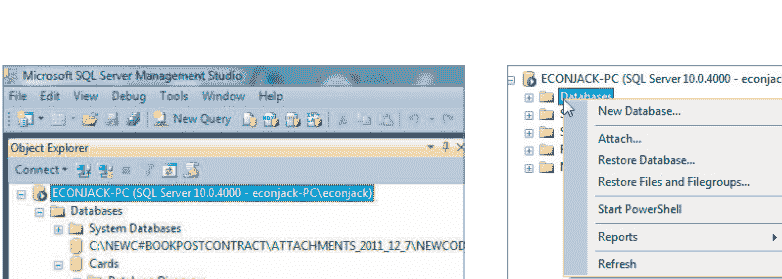 Microsoft SQL Server Management Studio
File Edit View Debug Tools Window Help
New Query
Object Explorer
Connect
ECONJACK-PC (SQL Server 10.0.4000 - econjack-PC\econjack)
Databases
System Databases
C:\NEWC#BOOKPOSTCONTRACT\ATTACHMENTS_2011_12_7\NEWCOD
Cards
ECONJACK-PC (SQL Server 10.0.4000 - econjac
Databases
New Database...
Attach...
Restore Database...
Restore Files and Filegroups...
Start PowerShell
Reports
Refresh